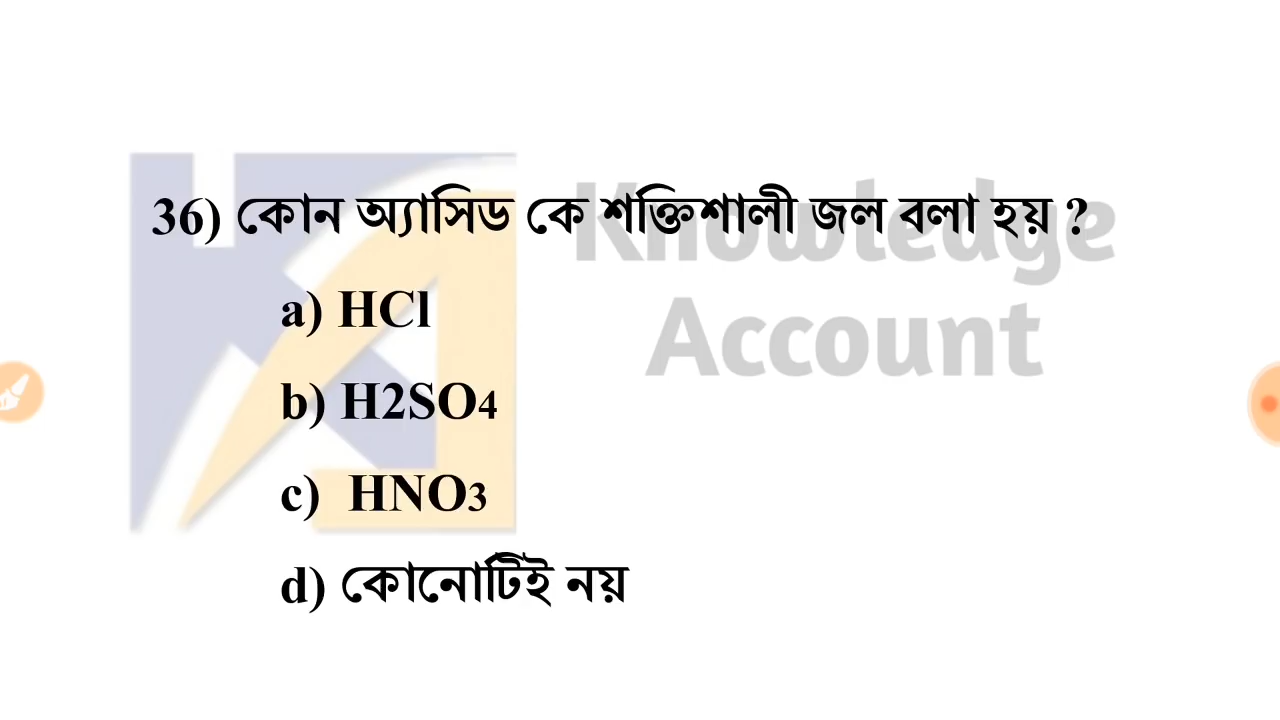 36) কোন অ্যাসিড কে শক্তিশালী জল বলা হয় ?
a) HCl
b) H2SO4
c) HNO3
d) কোনোটিই নয়
Knowledge
Account